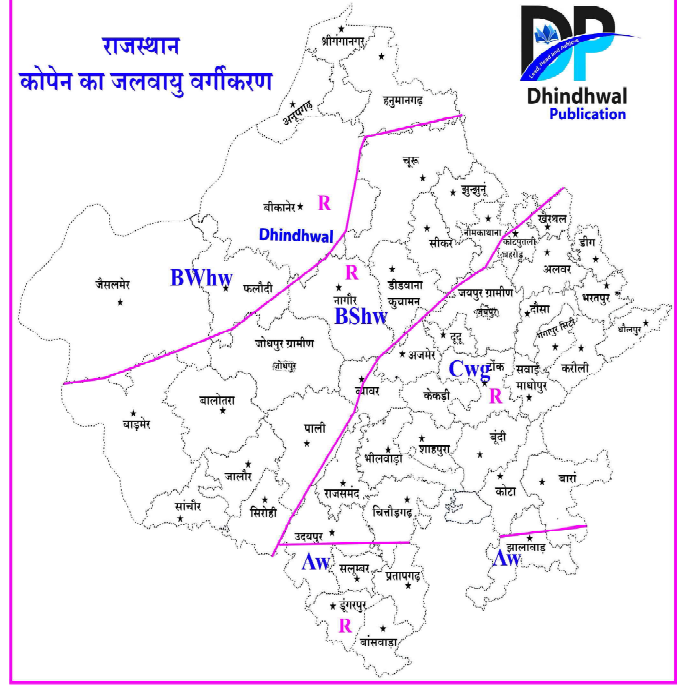 राजस्थान
कोपेन का जलवायु वर्गीकरण
DP
Dhindhwal
Publication
श्रीगंगानगर
हनुमानगढ़
अनूपगढ़
चूरू
झुन्झुनूं
बीकानेर
R
Dhindhwal
सीकर
नीमकाथाना
खैरथल
कोटपुतली
बहरोड़
डीग
अलवर
जैसलमेर
BWhw
फलौदी
R
नागौर
BShw
डीडवाना
कुचामन
जयपुर ग्रामीण
जयपुर
दौसा
भरतपुर
धौलपुर
गंगापुर सिटी
करौली
जोधपुर ग्रामीण
जोधपुर
अजमेर
दूदू
Cwg
टोंक
R
सवाई
माधोपुर
ब्यावर
केकड़ी
बालोतरा
बाड़मेर
पाली
भीलवाड़ा
शाहपुरा
बूंदी
कोटा
बारां
जालौर
सांचौर
सिरोही
राजसमंद
चित्तौड़गढ़
उदयपुर
Aw
सलूम्बर
प्रतापगढ़
Aw
झालावाड़
डूंगरपुर
R
बांसवाड़ा